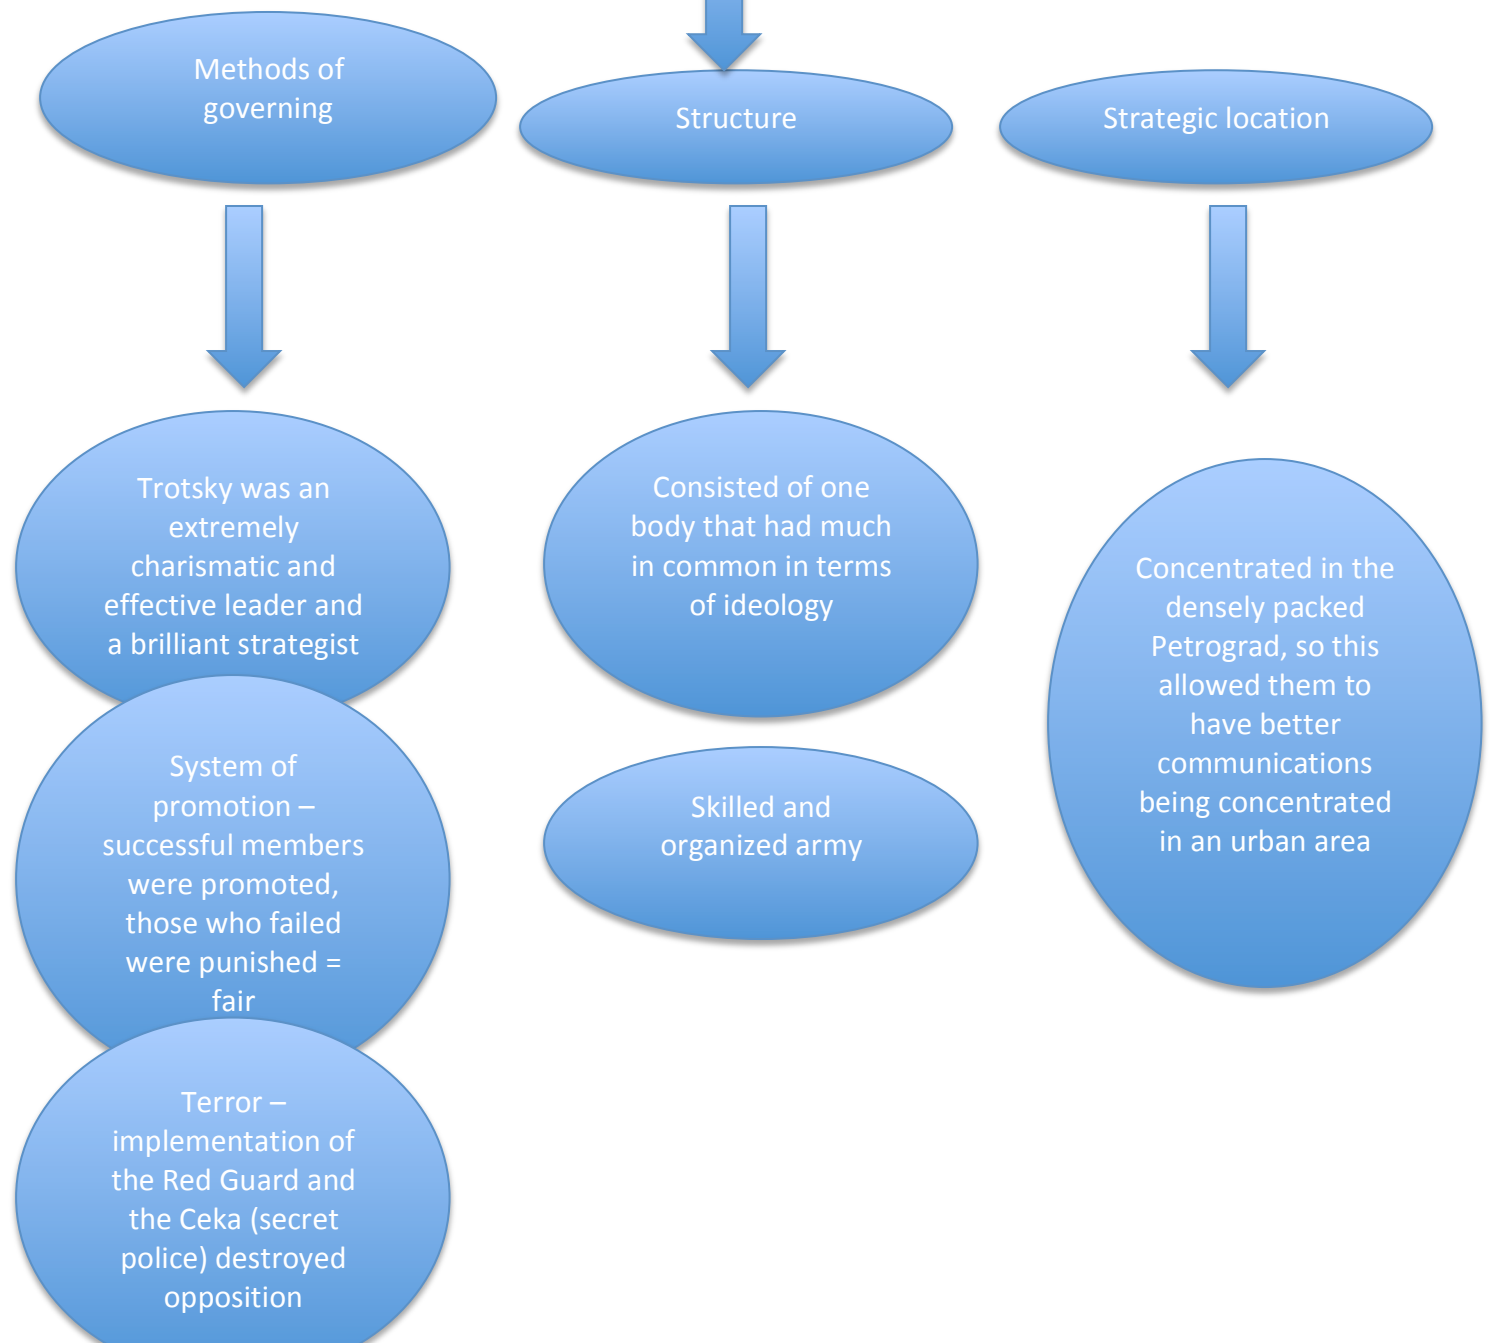 Methods of
governing
Structure
Strategic location
Trotsky was an
extremely
charismatic and
effective leader and
a brilliant strategist
System of
promotion –
successful members
were promoted,
those who failed
were punished =
fair
Terror –
implementation of
the Red Guard and
the Ceka (secret
police) destroyed
opposition
Consisted of one
body that had much
in common in terms
of ideology
Skilled and
organized army
Concentrated in the
densely packed
Petrograd, so this
allowed them to
have better
communications
being concentrated
in an urban area